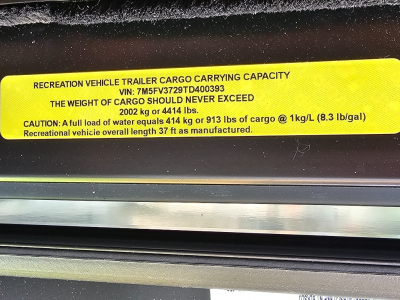 RECREATION VEHICLE TRAILER CARGO CARRYING CAPACITY
VIN: 7M5FV3729TD400393
THE WEIGHT OF CARGO SHOULD NEVER EXCEED
2002 kg or 4414 lbs.
CAUTION: A full load of water equals 414 kg or 913 lbs of cargo @ 1kg/L (8.3 lb/gal)
Recreational vehicle overall length 37 ft as manufactured.